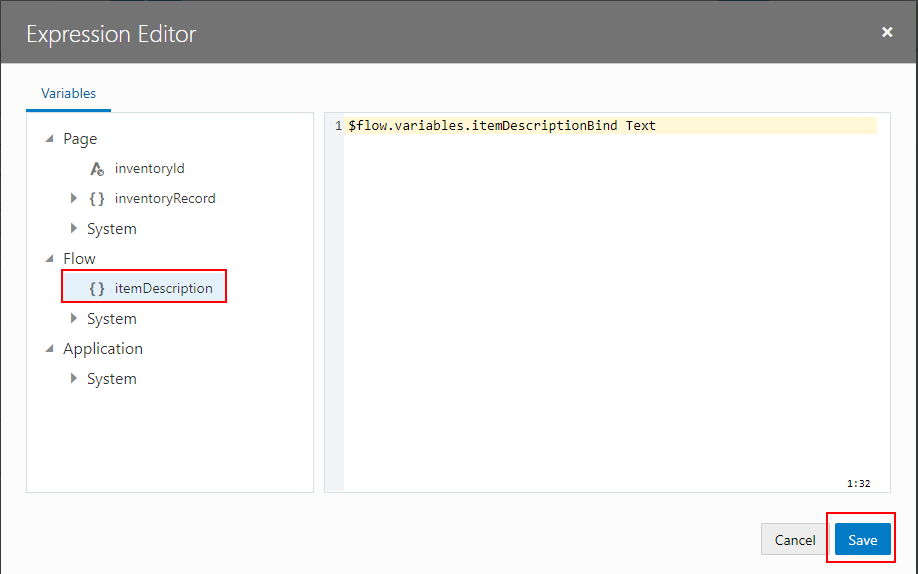 Expression Editor
×
Variables
Page
inventoryId
{ } inventoryRecord
System
Flow
{ } itemDescription
System
Application
System
1 $flow.variables.itemDescriptionBind Text
1:32
Cancel
Save